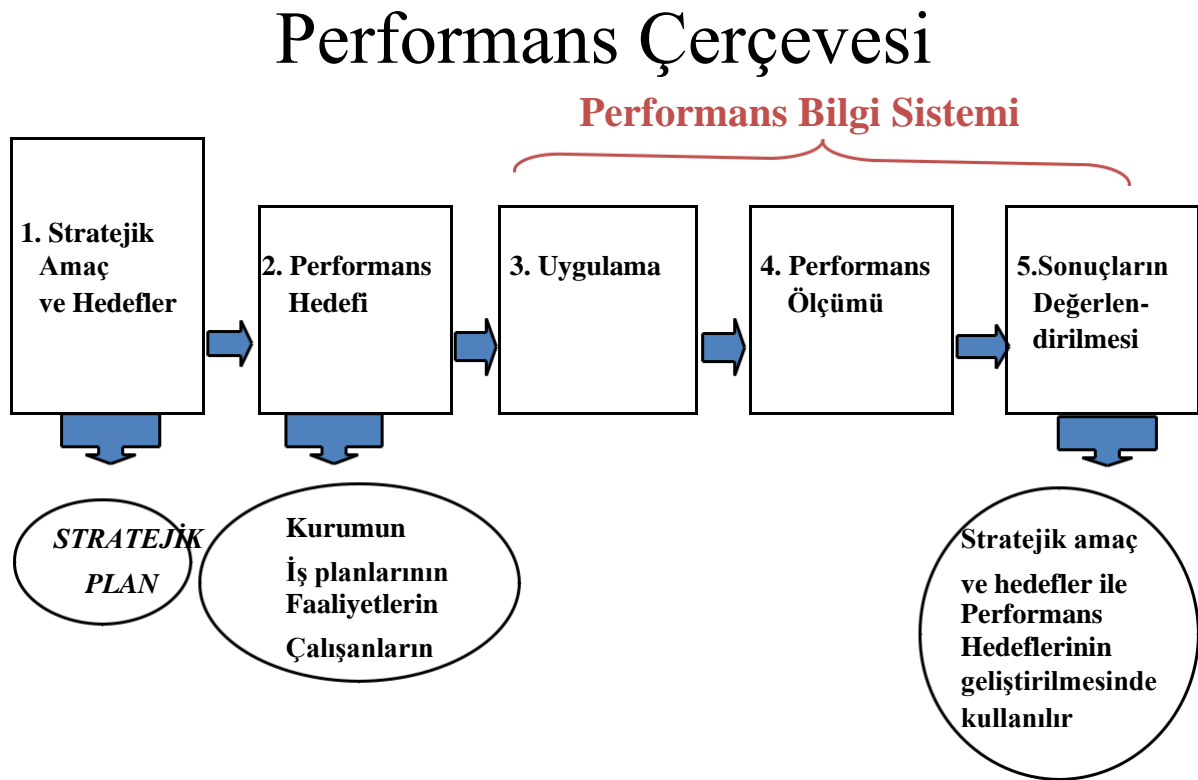 Performans Çerçevesi
Performans Bilgi Sistemi
1. Stratejik
Amaç
ve Hedefler
2. Performans
Hedefi
3. Uygulama
4. Performans
Ölçümü
5.Sonuçların
Değerlen-
dirilmesi
STRATEJİK
PLAN
Kurumun
İş planlarının
Faaliyetlerin
Çalışanların
Stratejik amaç
ve hedefler ile
Performans
Hedeflerinin
geliştirilmesinde
kullanılır